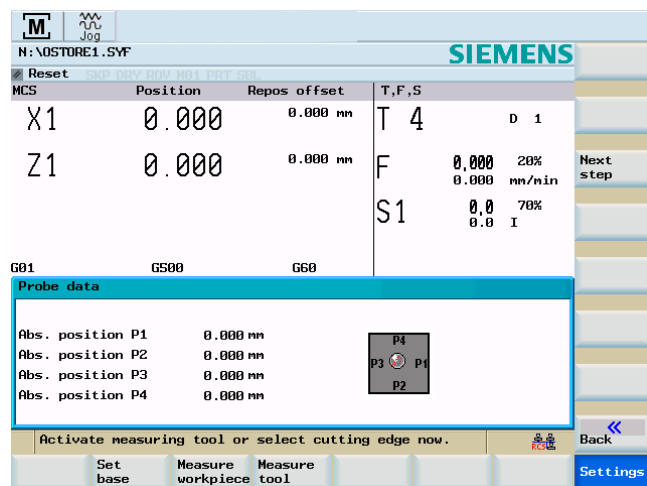 M
Jog
N:\OSTORE1.SYF
SIEMENS
Reset SKP DRY ROV M01 PRT SBL
MCS Position Repos offset T,F,S
X1 0.000 0.000 mm T 4 D 1
Z1 0.000 0.000 mm F 0,000 20%
0.000 mm/min
Next
step
S1 0,0 70%
0.0 I
G01 G500 G60
Probe data
Abs. position P1 0.000 mm
Abs. position P2 0.000 mm
Abs. position P3 0.000 mm
Abs. position P4 0.000 mm
P4
P3 P1
P2
Activate measuring tool or select cutting edge now.
RCS
«
Back
Set
base
Measure
workpiece
Measure
tool
Settings